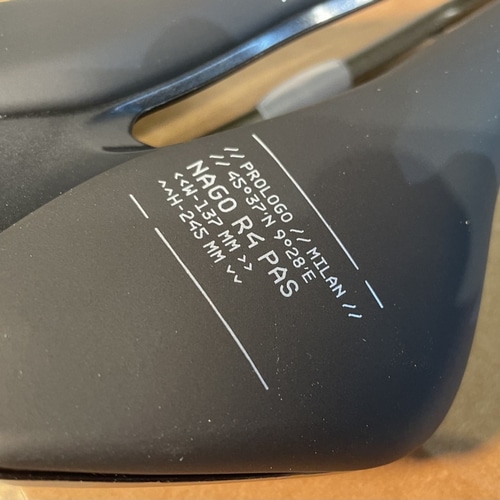 // PROLOGO // MILAN //
// 45°37'N 9°28'E
NAGO R4 PAS
<<W-137 MM >>
^^H-245 MM ˅˅